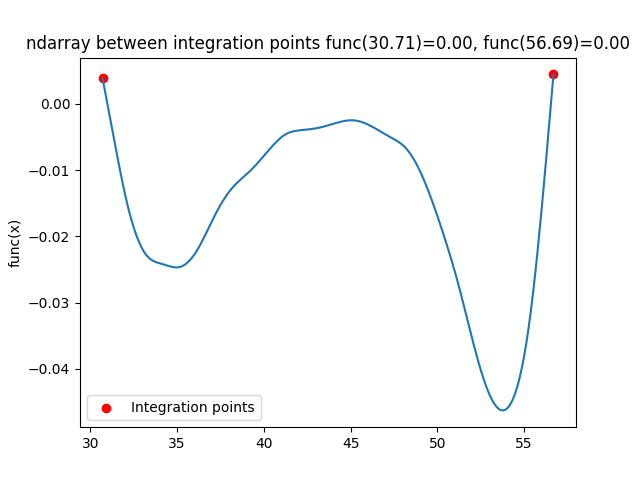 ndarray between integration points func(30.71)=0.00, func(56.69)=0.00
0.00
−0.01
−0.02
−0.03
−0.04
func(x)
Integration points
30 35 40 45 50 55